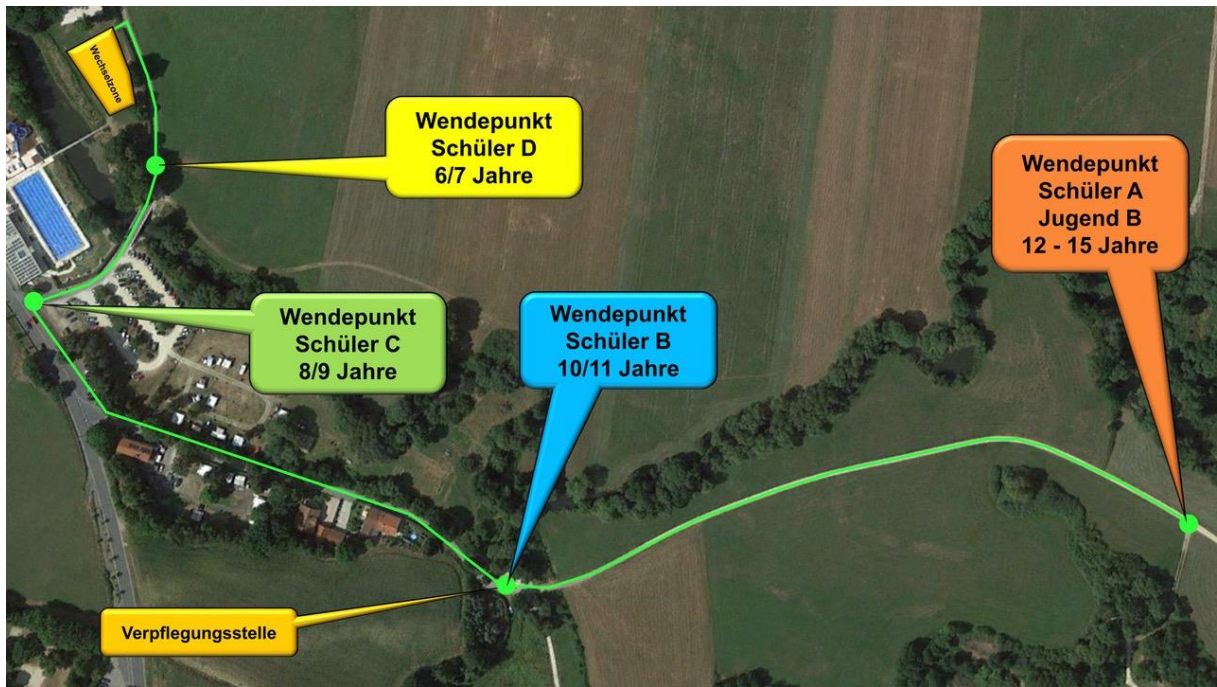 Wechselzone
Wendepunkt
Schüler D
6/7 Jahre
Wendepunkt
Schüler A
Jugend B
12 - 15 Jahre
Wendepunkt
Schüler C
8/9 Jahre
Wendepunkt
Schüler B
10/11 Jahre
Verpflegungsstelle